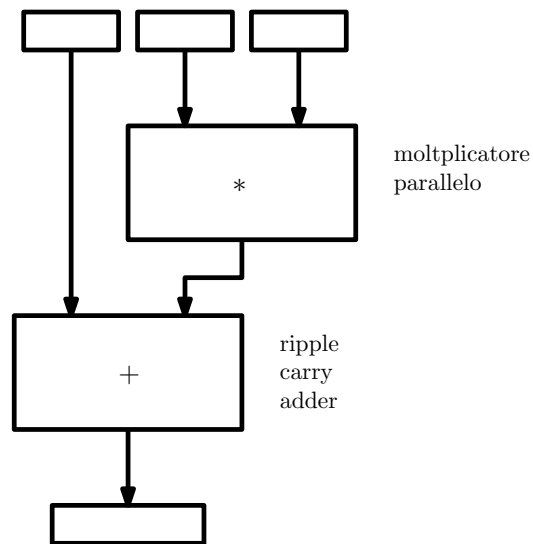 moltplicatore
parallelo
*
ripple
carry
adder
+